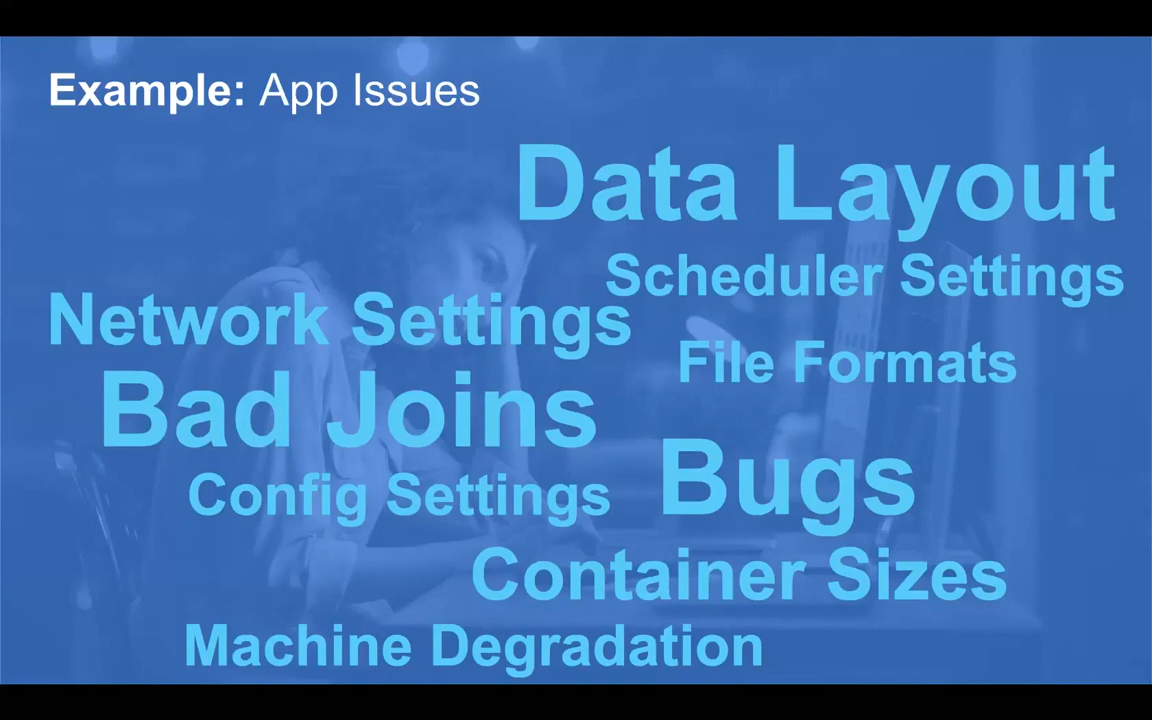 Example: App Issues
Data Layout
Scheduler Settings
Network Settings
File Formats
Bad Joins
Bugs
Config Settings
Container Sizes
Machine Degradation